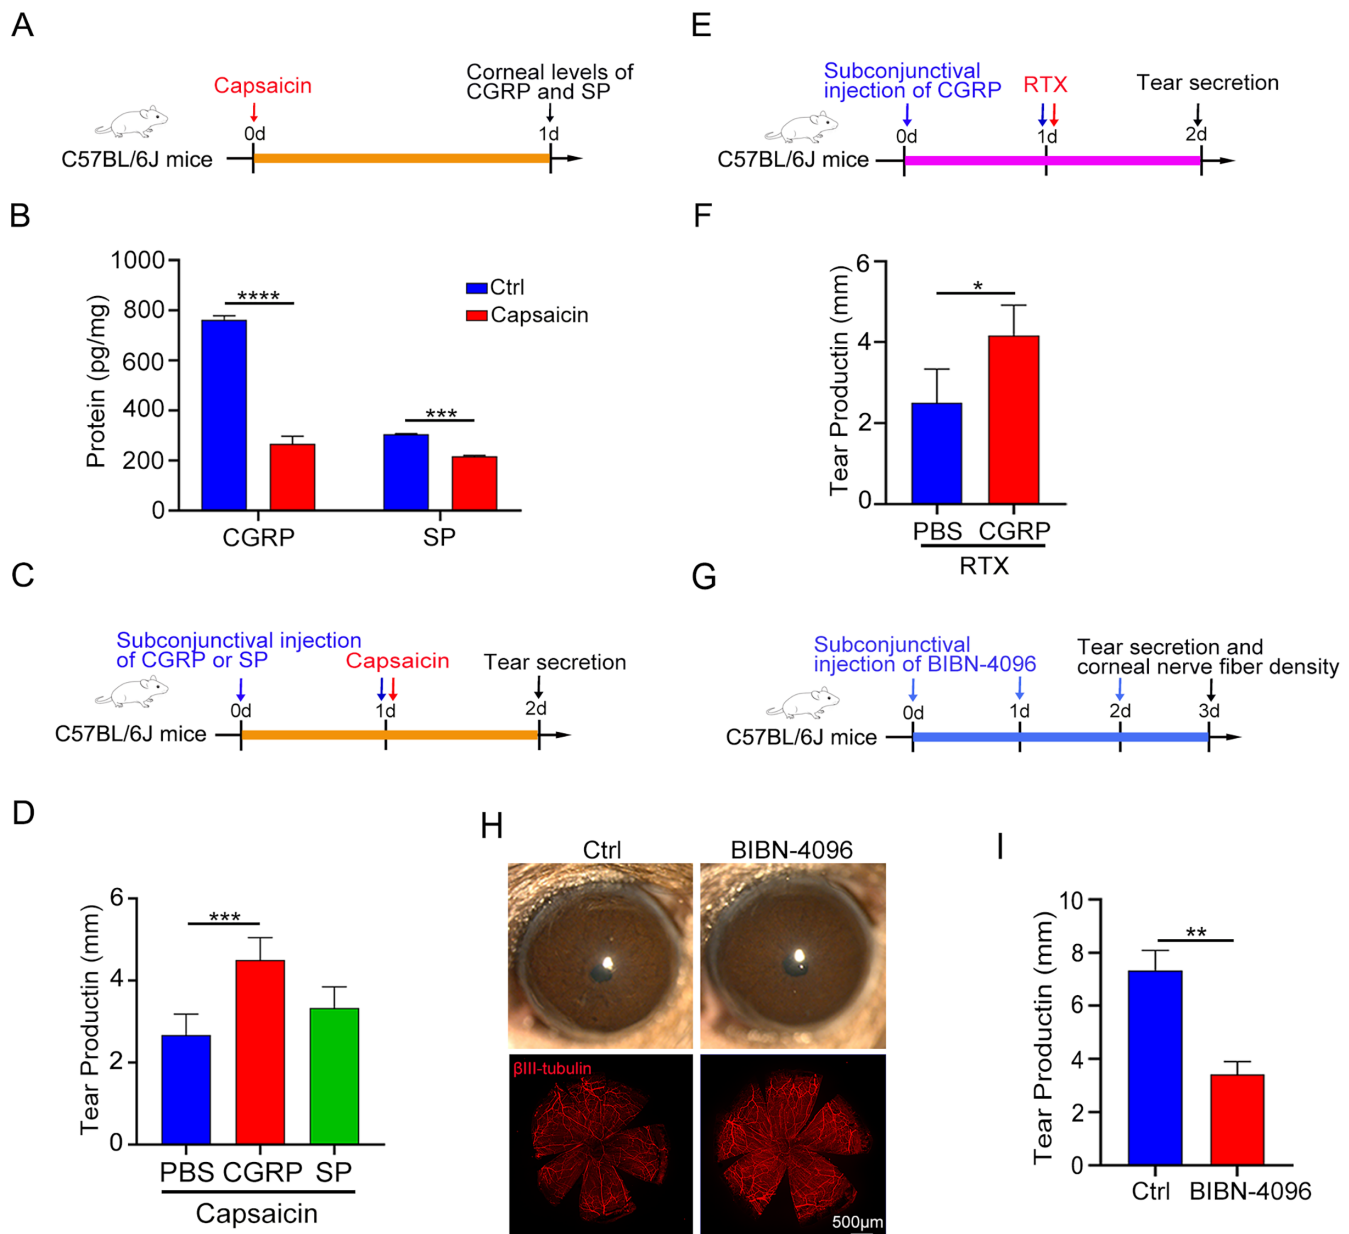 A
Capsaicin
Corneal levels of
CGRP and SP
0d
1d
C57BL/6J mice
B
1000
800
600
400
200
0
Protein (pg/mg)
****
***
Ctrl
Capsaicin
CGRP
SP
C
Subconjunctival injection
of CGRP or SP
Capsaicin
Tear secretion
0d
1d
2d
C57BL/6J mice
D
6
4
2
0
Tear Productin (mm)
***
PBS
CGRP
SP
Capsaicin
E
Subconjunctival
injection of CGRP
RTX
Tear secretion
0d
1d
2d
C57BL/6J mice
F
6
4
2
0
Tear Productin (mm)
*
PBS
CGRP
RTX
G
Subconjunctival
injection of BIBN-4096
Tear secretion and
corneal nerve fiber density
0d
1d
2d
3d
C57BL/6J mice
H
Ctrl
BIBN-4096
βIII-tubulin
500μm
I
10
8
6
4
2
0
Tear Productin (mm)
**
Ctrl
BIBN-4096